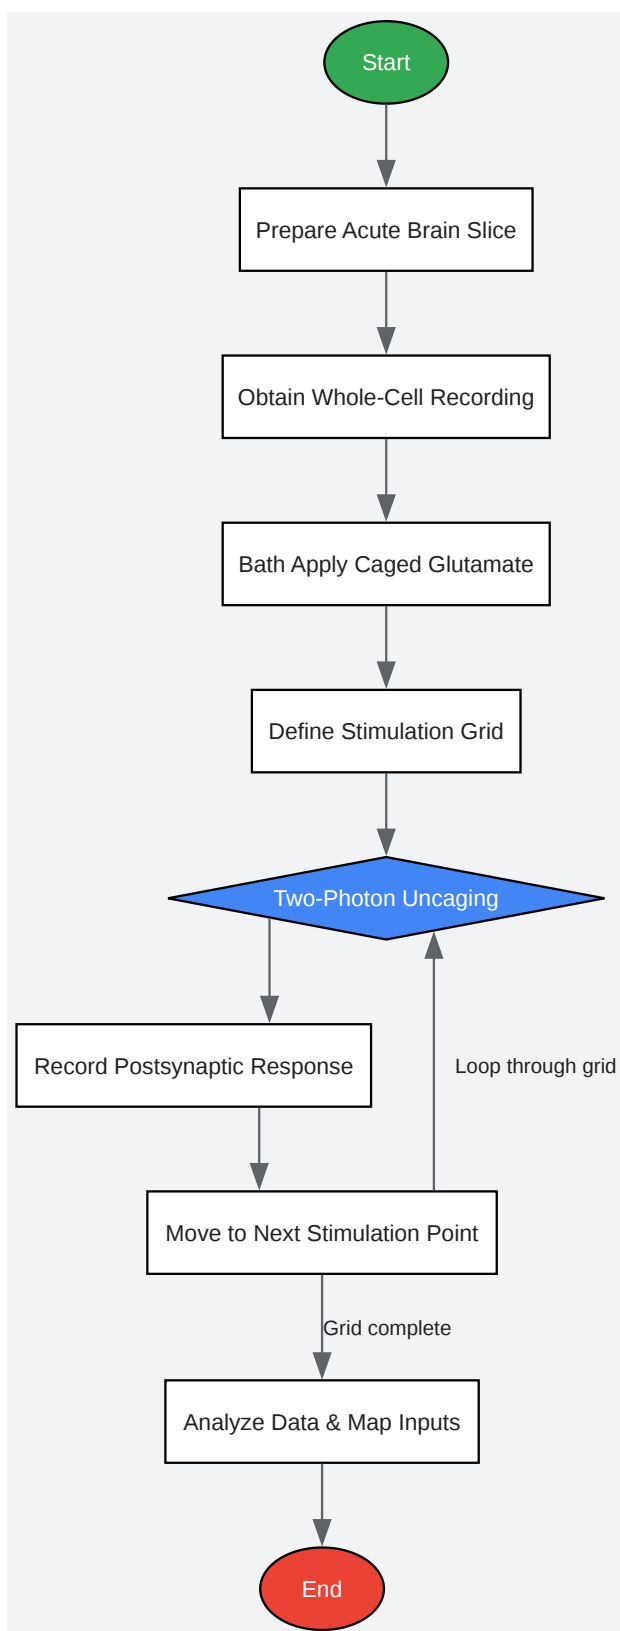 Start
Prepare Acute Brain Slice
Obtain Whole-Cell Recording
Bath Apply Caged Glutamate
Define Stimulation Grid
Two-Photon Uncaging
Record Postsynaptic Response
Loop through grid
Move to Next Stimulation Point
Grid complete
Analyze Data & Map Inputs
End